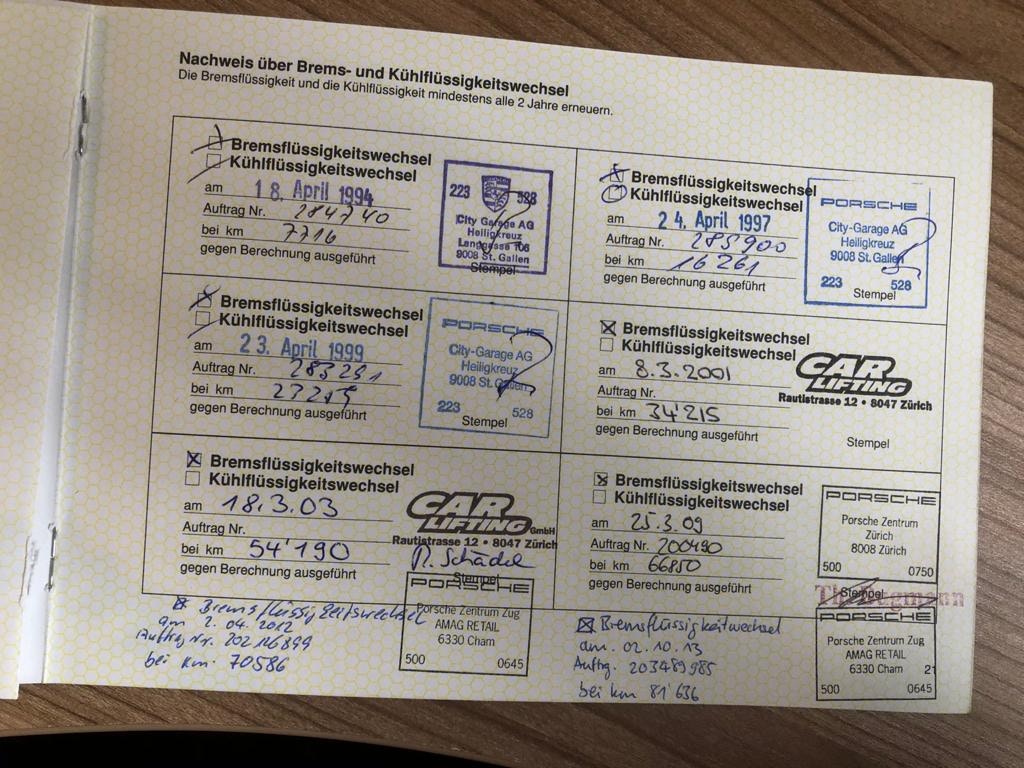 Nachweis über Brems- und Kühlflüssigkeitswechsel
Die Bremsflüssigkeit und die Kühlflüssigkeit mindestens alle 2 Jahre erneuern.
Bremsflüssigkeitswechsel
Kühlflüssigkeitswechsel
am 18. April 1994
Auftrag Nr. 284740
bei km 7716
gegen Berechnung ausgeführt
223 528
City Garage AG
Heiligkreuz
Langgasse 106
9008 St. Gallen
Stempel
Bremsflüssigkeitswechsel
Kühlflüssigkeitswechsel
am 24. April 1997
Auftrag Nr. 285900
bei km 16261
gegen Berechnung ausgeführt
PORSCHE
City-Garage AG
Heiligkreuz
9008 St. Gallen
223 528
Stempel
Bremsflüssigkeitswechsel
Kühlflüssigkeitswechsel
am 23. April 1999
Auftrag Nr.
bei km
gegen Berechnung ausgeführt
PORSCHE
City-Garage AG
Heiligkreuz
9008 St. Gallen
223 528
Stempel
Bremsflüssigkeitswechsel
Kühlflüssigkeitswechsel
am 8.3.2001
Auftrag Nr.
bei km 34'215
gegen Berechnung ausgeführt
CAR
LIFTING
Rautistrasse 12 • 8047 Zürich
Stempel
Bremsflüssigkeitswechsel
Kühlflüssigkeitswechsel
am 18.3.03
Auftrag Nr.
bei km 54'190
gegen Berechnung ausgeführt
CAR
LIFTING GmbH
Rautistrasse 12 • 8047 Zürich
R. Schädel
Stempel
Bremsflüssigkeitswechsel
Kühlflüssigkeitswechsel
am 25.3.09
Auftrag Nr. 200490
bei km 66850
gegen Berechnung ausgeführt
PORSCHE
Porsche Zentrum
Zürich
8008 Zürich
500 0750
Stempel
Bremsflüssigkeitswechsel
am 2.04.2012
Auftrag Nr. 202126899
bei km. 70586
PORSCHE
Porsche Zentrum Zug
AMAG RETAIL
6330 Cham
500 0645
Bremsflüssigkeitwechsel
am. 02.10.13
Auftrg. 203489985
bei km 81'636
PORSCHE
Porsche Zentrum Zug
AMAG RETAIL
6330 Cham 21
500 0645